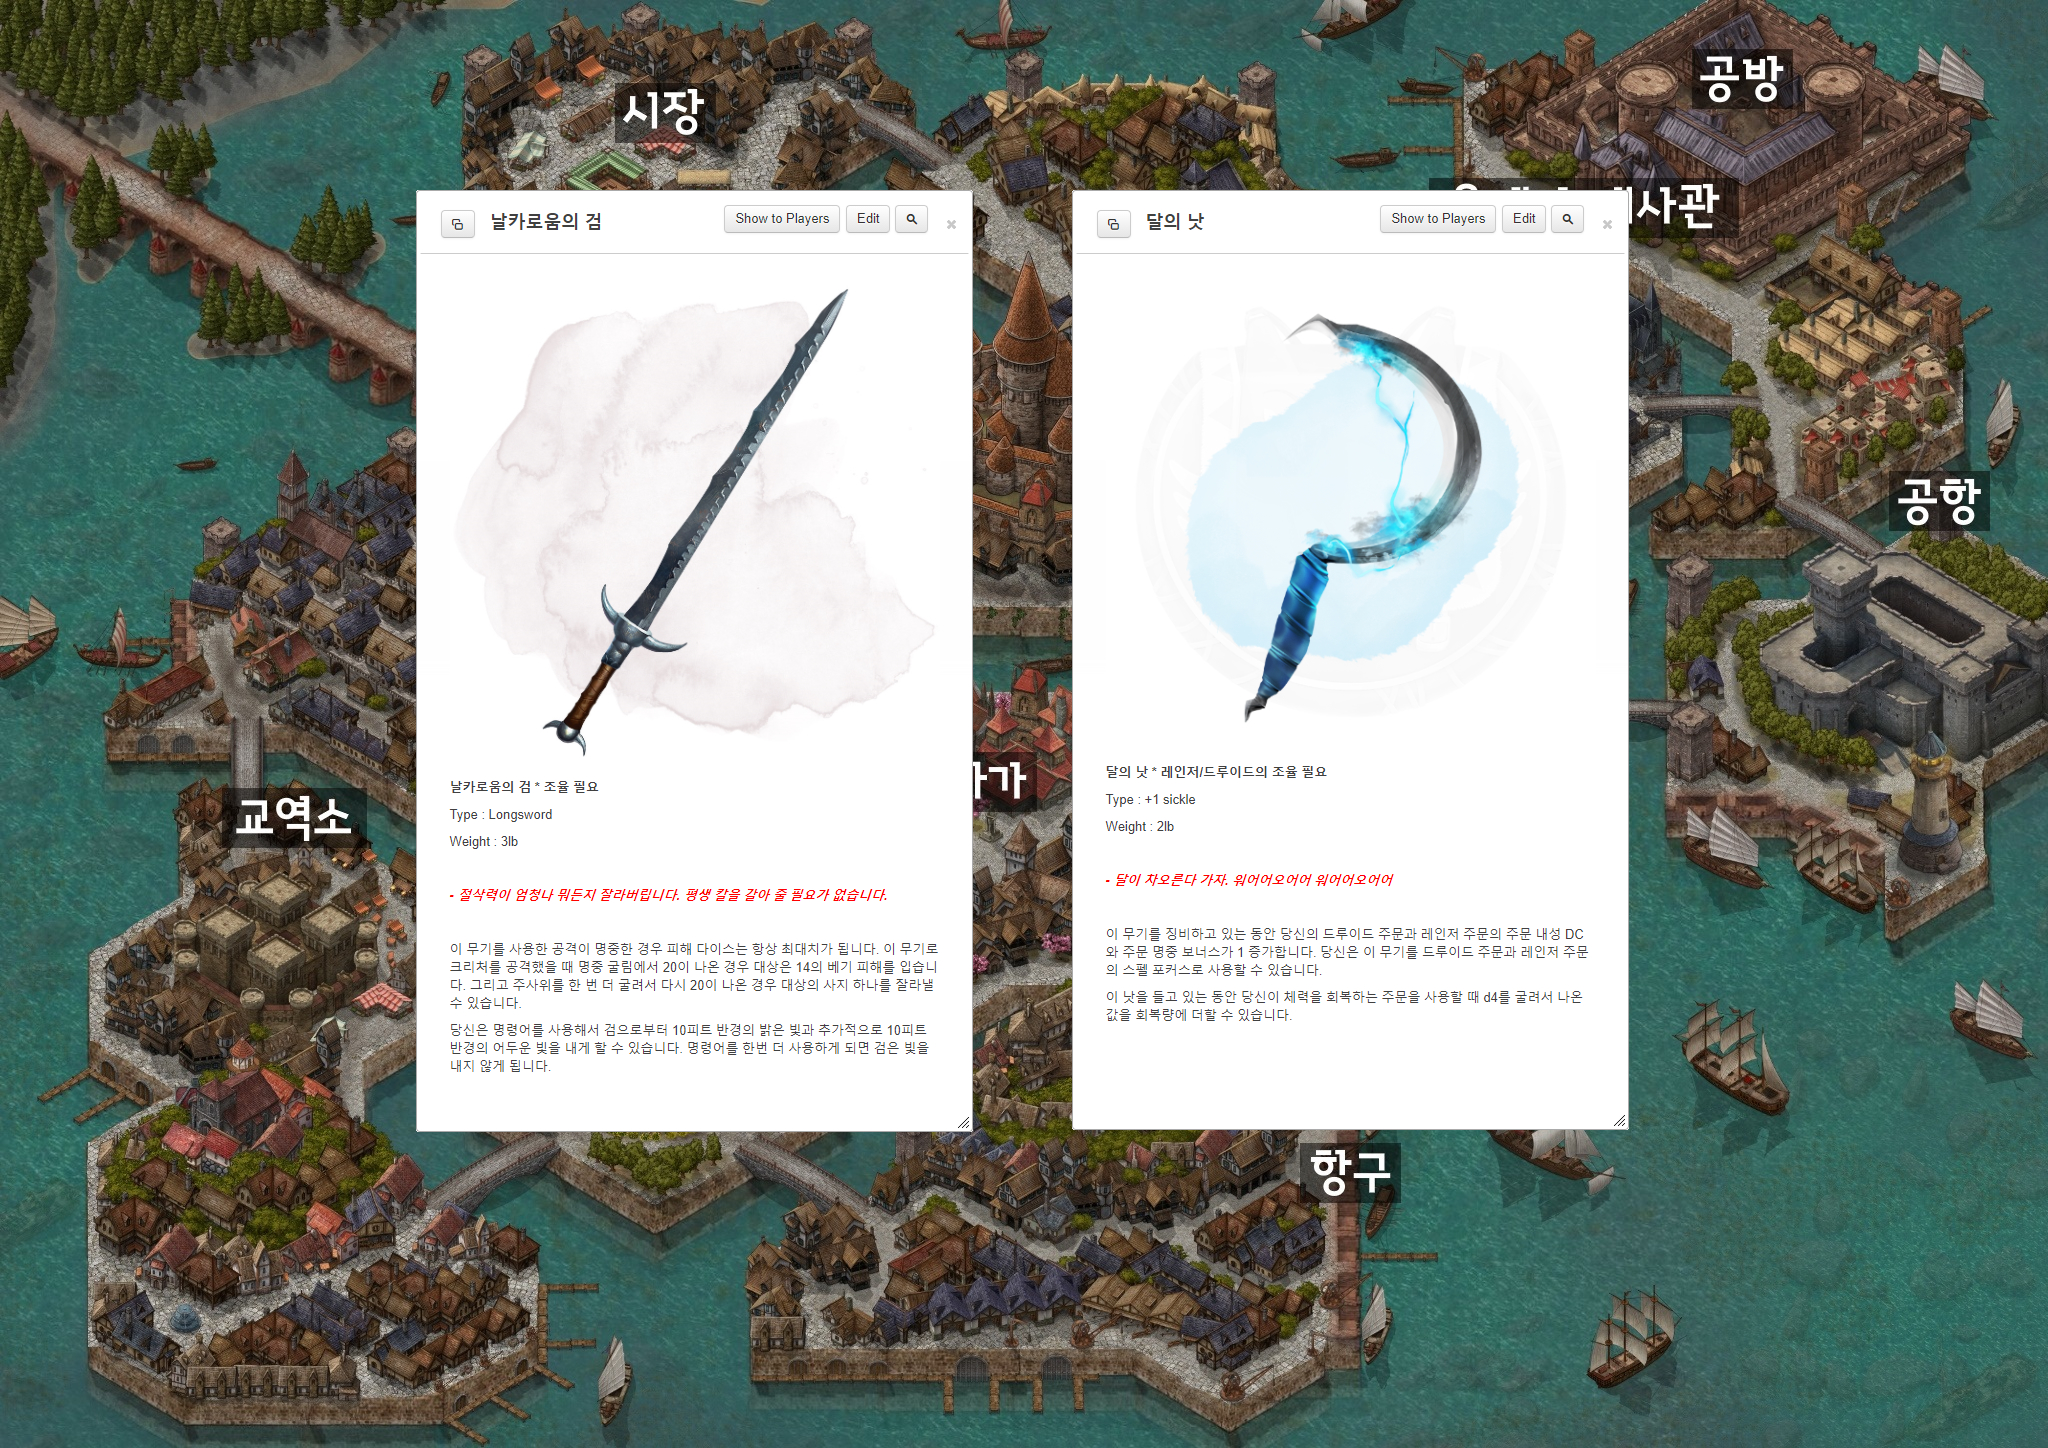 시장
공방
사관
날카로움의 검
Show to Players
Edit
달의 낫
Show to Players
Edit
공항
날카로움의 검 * 조율 필요
Type : Longsword
Weight : 3lb
- 절삭력이 엄청나 뭐든지 잘라버립니다. 평생 칼을 갈아 줄 필요가 없습니다.
이 무기를 사용한 공격이 명중한 경우 피해 다이스는 항상 최대치가 됩니다. 이 무기로
크리처를 공격했을 때 명중 굴림에서 20이 나온 경우 대상은 14의 베기 피해를 입습니
다. 그리고 주사위를 한 번 더 굴려서 다시 20이 나온 경우 대상의 사지 하나를 잘라낼
수 있습니다.
당신은 명령어를 사용해서 검으로부터 10피트 반경의 밝은 빛과 추가적으로 10피트
반경의 어두운 빛을 내게 할 수 있습니다. 명령어를 한번 더 사용하게 되면 검은 빛을
내지 않게 됩니다.
달의 낫 * 레인저/드루이드의 조율 필요
Type : +1 sickle
Weight : 2lb
- 달이 차오른다 가자. 워어어오어어 워어어오어어
이 무기를 장비하고 있는 동안 당신의 드루이드 주문과 레인저 주문의 주문 내성 DC
와 주문 명중 보너스가 1 증가합니다. 당신은 이 무기를 드루이드 주문과 레인저 주문
의 스펠 포커스로 사용할 수 있습니다.
이 낫을 들고 있는 동안 당신이 체력을 회복하는 주문을 사용할 때 d4를 굴려서 나온
값을 회복량에 더할 수 있습니다.
가
교역소
항구